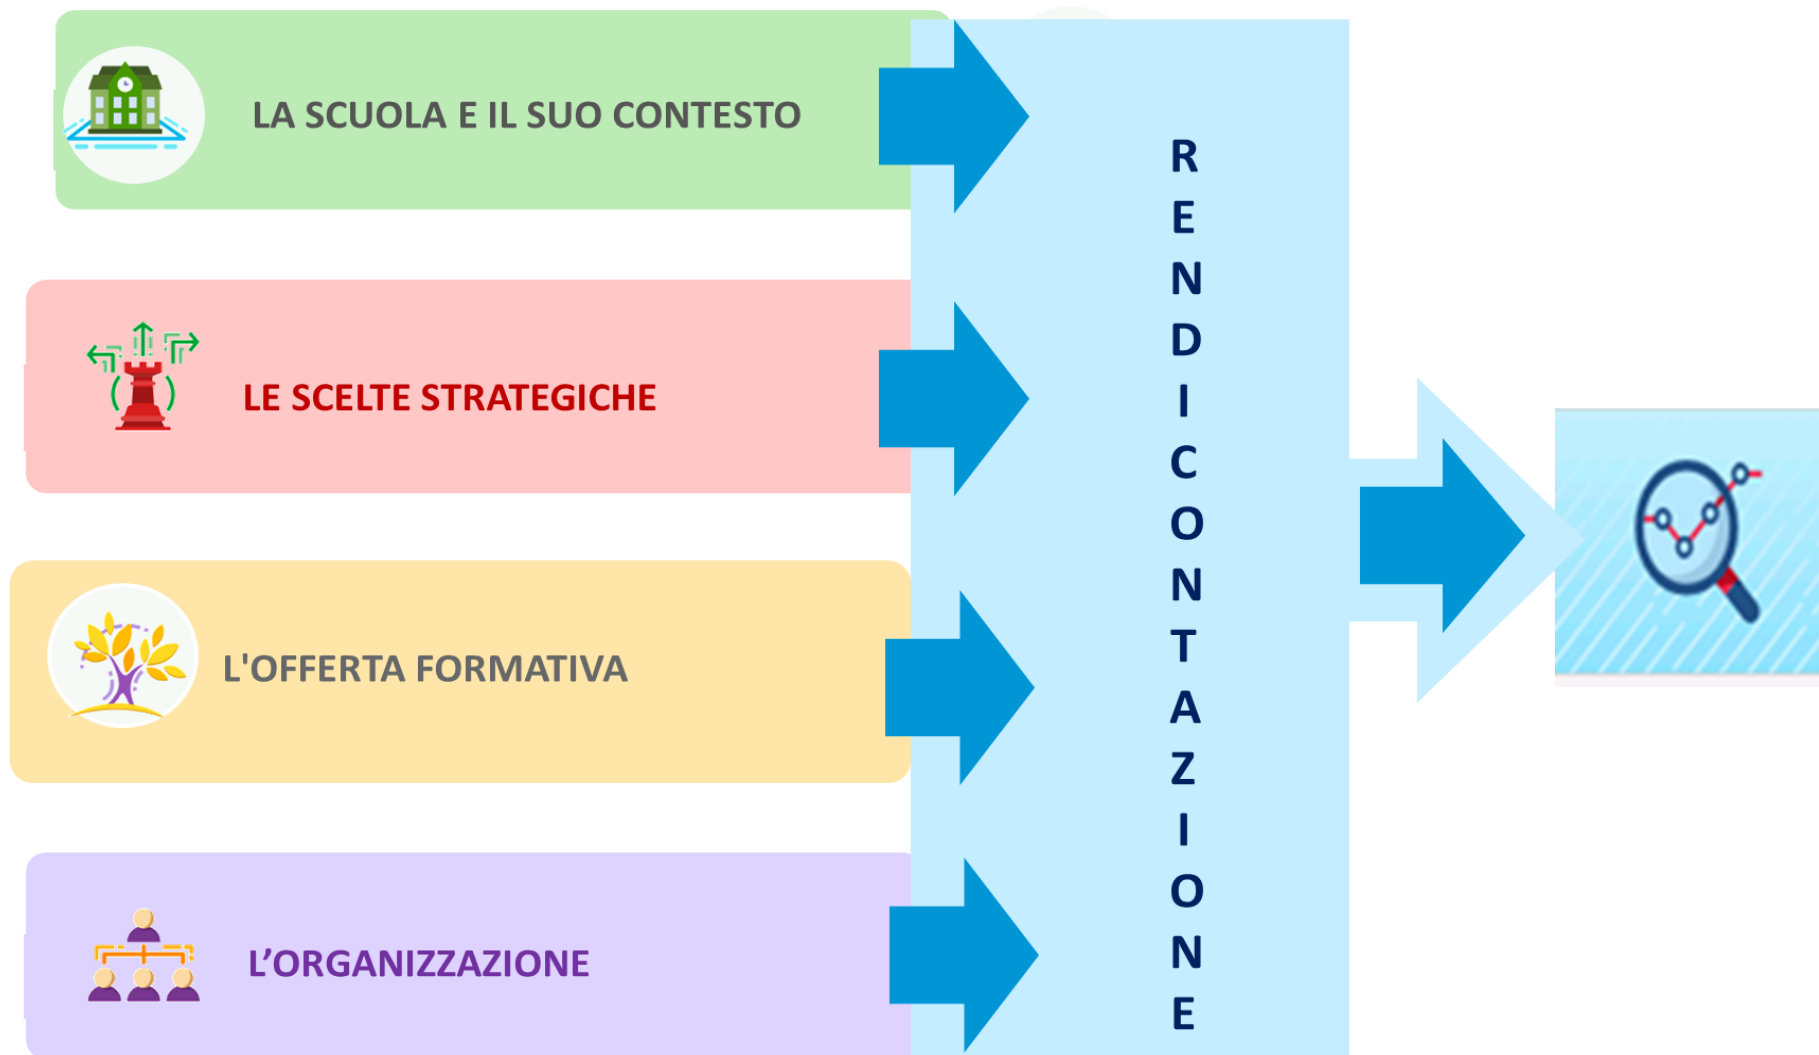 LA SCUOLA E IL SUO CONTESTO
LE SCELTE STRATEGICHE
L'OFFERTA FORMATIVA
L’ORGANIZZAZIONE
R
E
N
D
I
C
O
N
T
A
Z
I
O
N
E